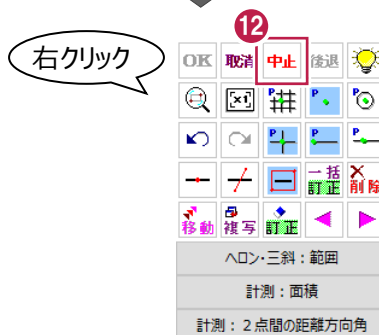 12
右クリック
OK 取消 中止 後退
×1 P P P
P P P
一括訂正 削除
移動 複写 訂正
ヘロン・三斜：範囲
計測：面積
計測：２点間の距離方向角